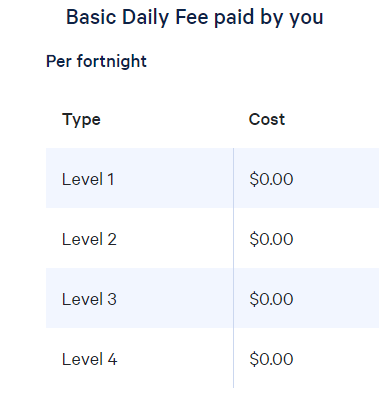 Basic Daily Fee paid by you
Per fortnight
Type Cost
Level 1 $0.00
Level 2 $0.00
Level 3 $0.00
Level 4 $0.00